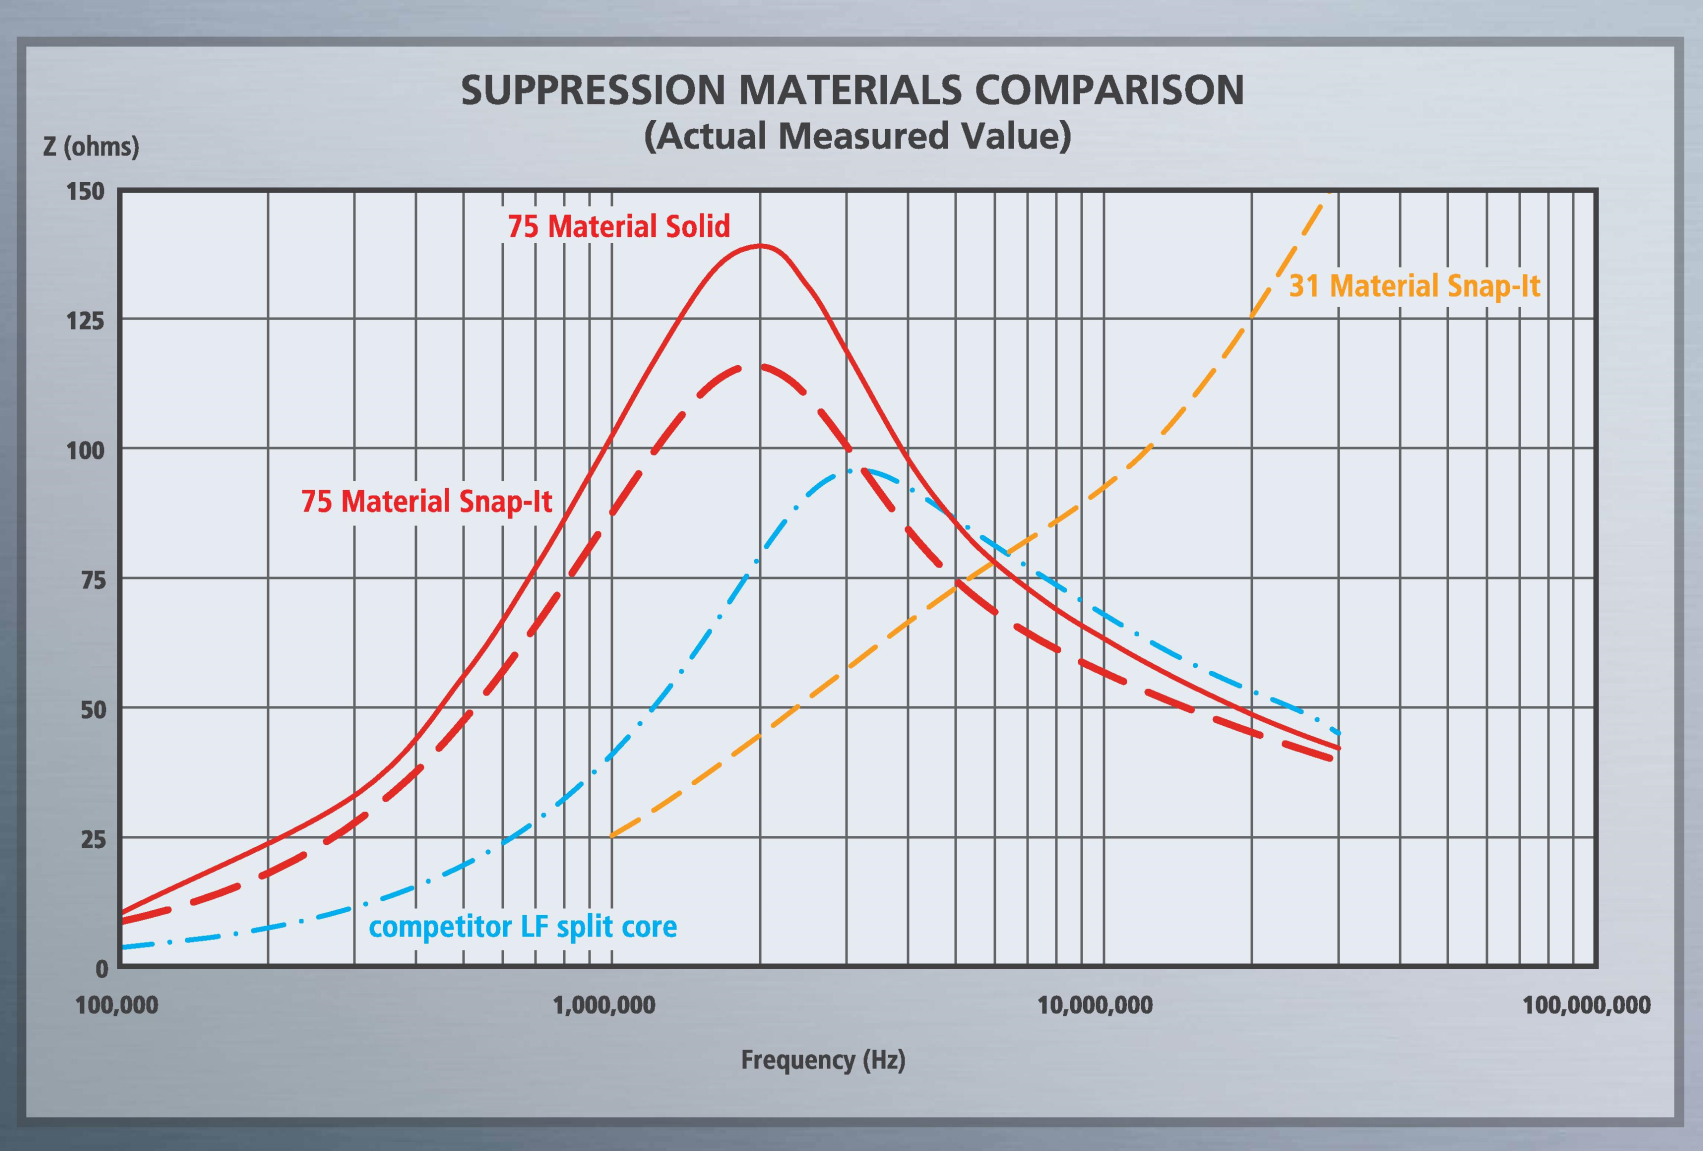 SUPPRESSION MATERIALS COMPARISON
(Actual Measured Value)
Z (ohms)
150
125
100
75
50
25
0
75 Material Solid
31 Material Snap-It
75 Material Snap-It
competitor LF split core
100,000
1,000,000
10,000,000
100,000,000
Frequency (Hz)